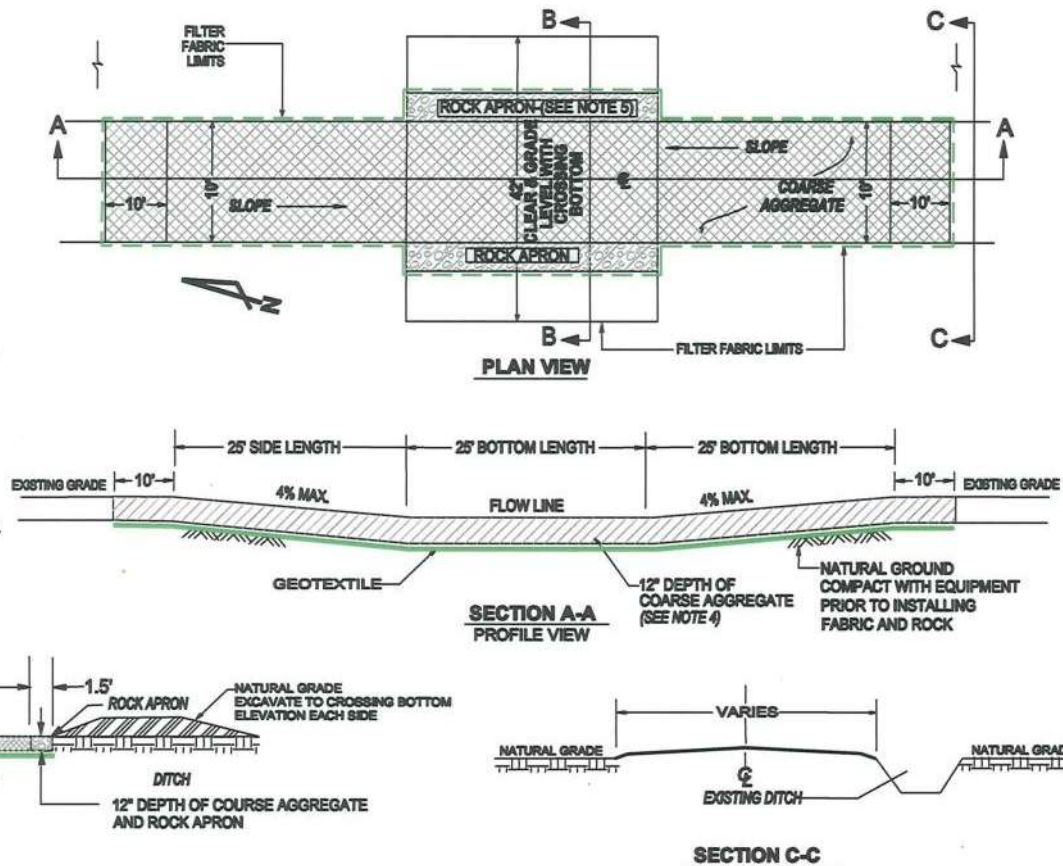 B
B
C
C
FILTER
FABRIC
LIMITS
ROCK APRON-(SEE NOTE 5)
A
A
SLOPE
10'
10'
42'
CLEAR & GRADE
LEVEL WITH
CROSSING
BOTTOM
℄
COARSE
AGGREGATE
10'
10'
SLOPE
ROCK APRON
N
FILTER FABRIC LIMITS
PLAN VIEW
25' SIDE LENGTH
25' BOTTOM LENGTH
25' BOTTOM LENGTH
EXISTING GRADE
10'
4% MAX.
FLOW LINE
4% MAX.
10'
EXISTING GRADE
GEOTEXTILE
12" DEPTH OF
COARSE AGGREGATE
(SEE NOTE 4)
NATURAL GROUND
COMPACT WITH EQUIPMENT
PRIOR TO INSTALLING
FABRIC AND ROCK
SECTION A-A
PROFILE VIEW
1.5'
ROCK APRON
NATURAL GRADE
EXCAVATE TO CROSSING BOTTOM
ELEVATION EACH SIDE
DITCH
12" DEPTH OF COURSE AGGREGATE
AND ROCK APRON
VARIES
NATURAL GRADE
NATURAL GRAD
℄
EXISTING DITCH
SECTION C-C